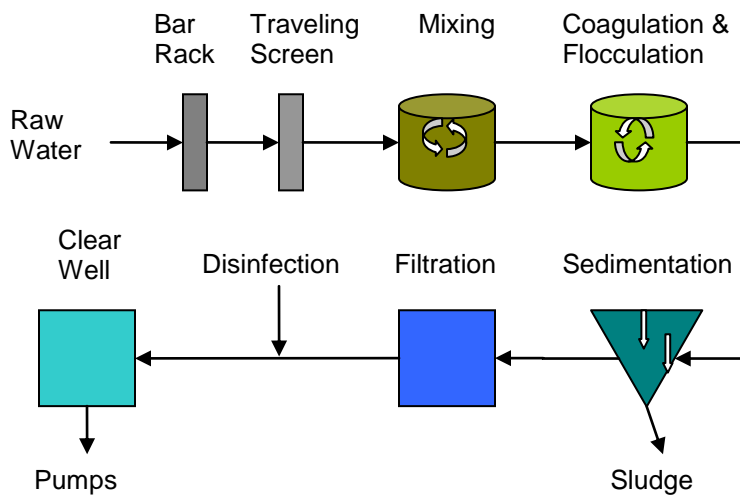 Bar
Rack
Traveling
Screen
Mixing
Coagulation &
Flocculation
Raw
Water
Clear
Well
Disinfection
Filtration
Sedimentation
Pumps
Sludge